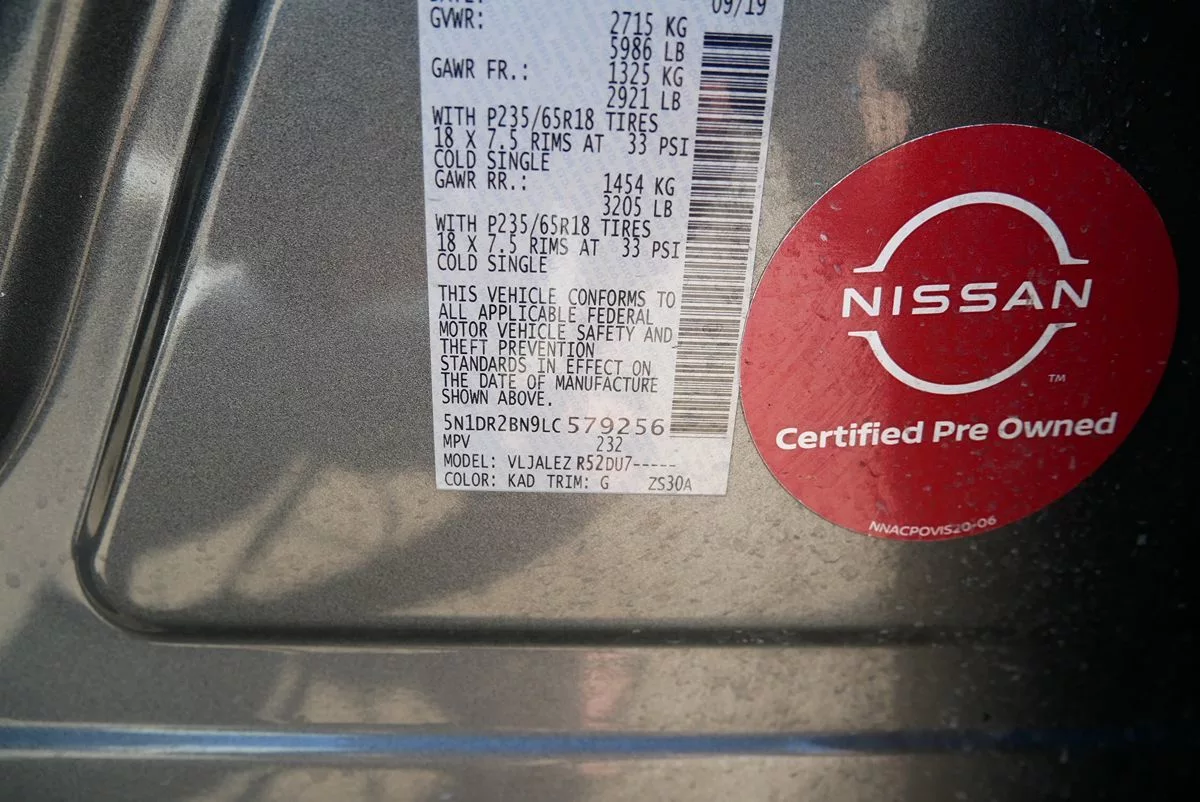 09/19
GVWR: 2715 KG
5986 LB
GAWR FR.: 1325 KG
2921 LB
WITH P235/65R18 TIRES
18 X 7.5 RIMS AT 33 PSI
COLD SINGLE
GAWR RR.: 1454 KG
3205 LB
WITH P235/65R18 TIRES
18 X 7.5 RIMS AT 33 PSI
COLD SINGLE
THIS VEHICLE CONFORMS TO
ALL APPLICABLE FEDERAL
MOTOR VEHICLE SAFETY AND
THEFT PREVENTION
STANDARDS IN EFFECT ON
THE DATE OF MANUFACTURE
SHOWN ABOVE.
5N1DR2BN9LC 579256
MPV 232
MODEL: VLJALEZ R52DU7-----
COLOR: KAD TRIM: G ZS30A
NISSAN
TM
Certified Pre Owned
NNACPOVIS20-06